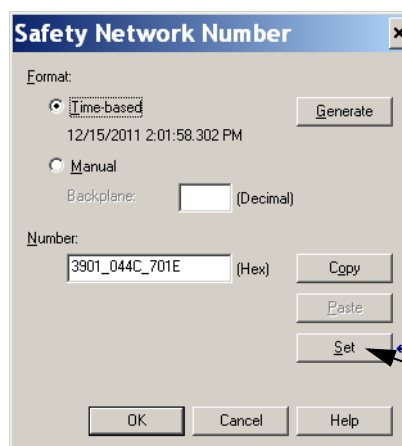 Safety Network Number
Format:
Time-based
Generate
12/15/2011 2:01:58.302 PM
Manual
Backplane:
(Decimal)
Number:
3901_044C_701E
(Hex)
Copy
Paste
Set
OK
Cancel
Help